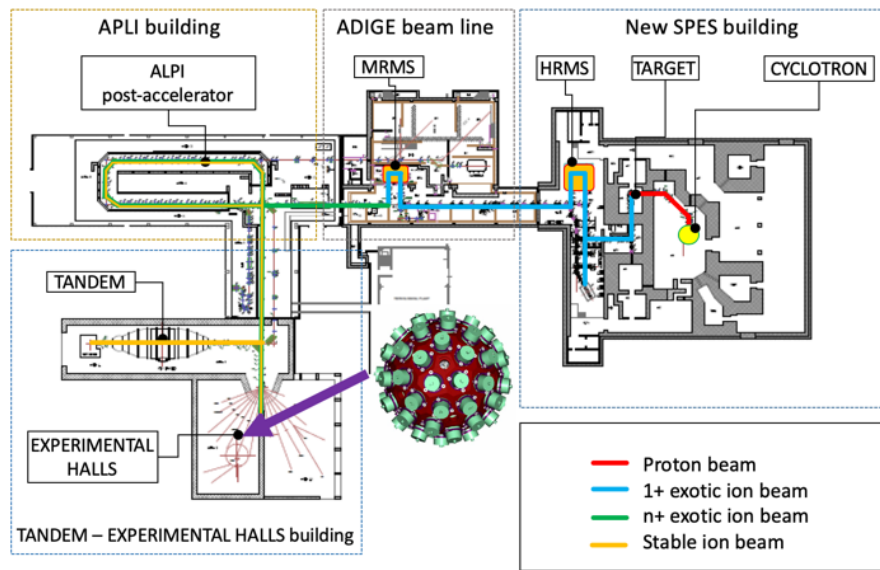 APLI building
ADIGE beam line
New SPES building
ALPI
post-accelerator
MRMS
HRMS
TARGET
CYCLOTRON
TANDEM
EXPERIMENTAL
HALLS
TANDEM – EXPERIMENTAL HALLS building
Proton beam
1+ exotic ion beam
n+ exotic ion beam
Stable ion beam